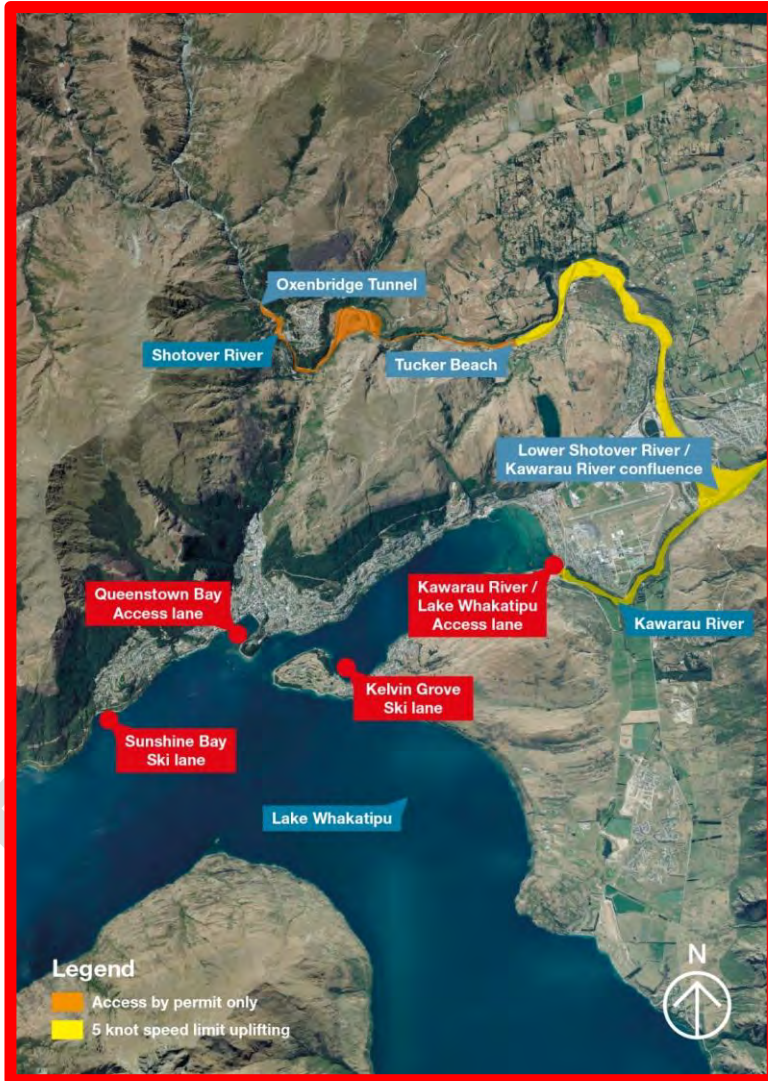 Oxenbridge Tunnel
Shotover River
Tucker Beach
Lower Shotover River /
Kawarau River confluence
Queenstown Bay
Access lane
Kawarau River /
Lake Whakatipu
Access lane
Kawarau River
Kelvin Grove
Ski lane
Sunshine Bay
Ski lane
Lake Whakatipu
Legend
Access by permit only
5 knot speed limit uplifting
N